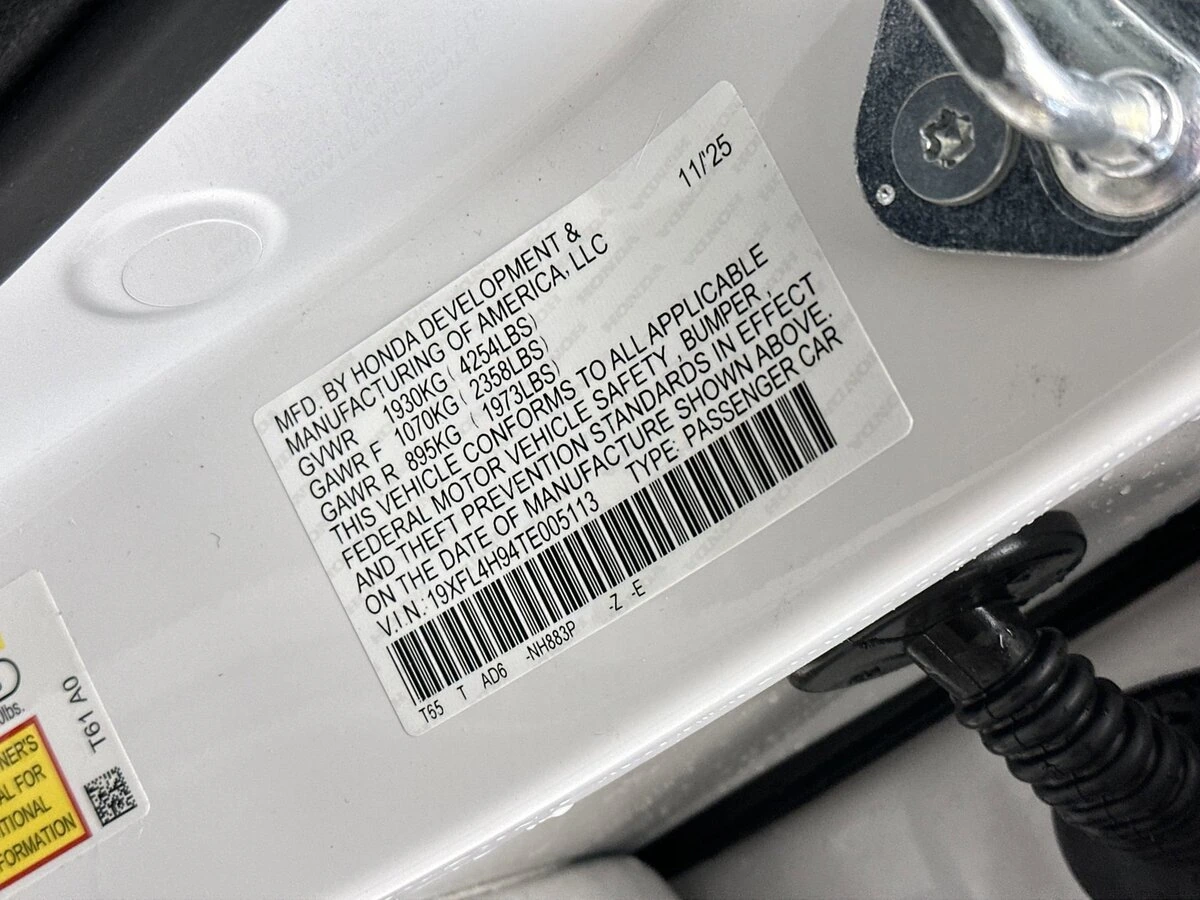 11/'25
MFD. BY HONDA DEVELOPMENT &
MANUFACTURING OF AMERICA, LLC
GVWR 1930KG ( 4254LBS)
GAWR F 1070KG ( 2358LBS)
GAWR R 895KG ( 1973LBS)
THIS VEHICLE CONFORMS TO ALL APPLICABLE
FEDERAL MOTOR VEHICLE SAFETY , BUMPER ,
AND THEFT PREVENTION STANDARDS IN EFFECT
ON THE DATE OF MANUFACTURE SHOWN ABOVE.
V.I.N:19XFL4H94TE005113 TYPE: PASSENGER CAR
T65 T AD6 -NH883P -Z -E
lbs.
T61 A0